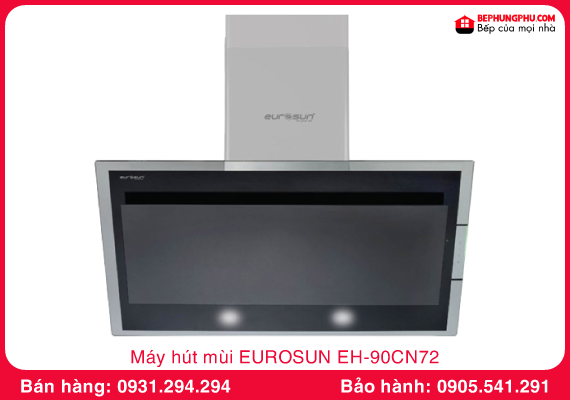 BEPHUNGPHU.COM
Bếp của mọi nhà
eurosun
eurosun
Máy hút mùi EUROSUN EH-90CN72
Bán hàng: 0931.294.294
Bảo hành: 0905.541.291